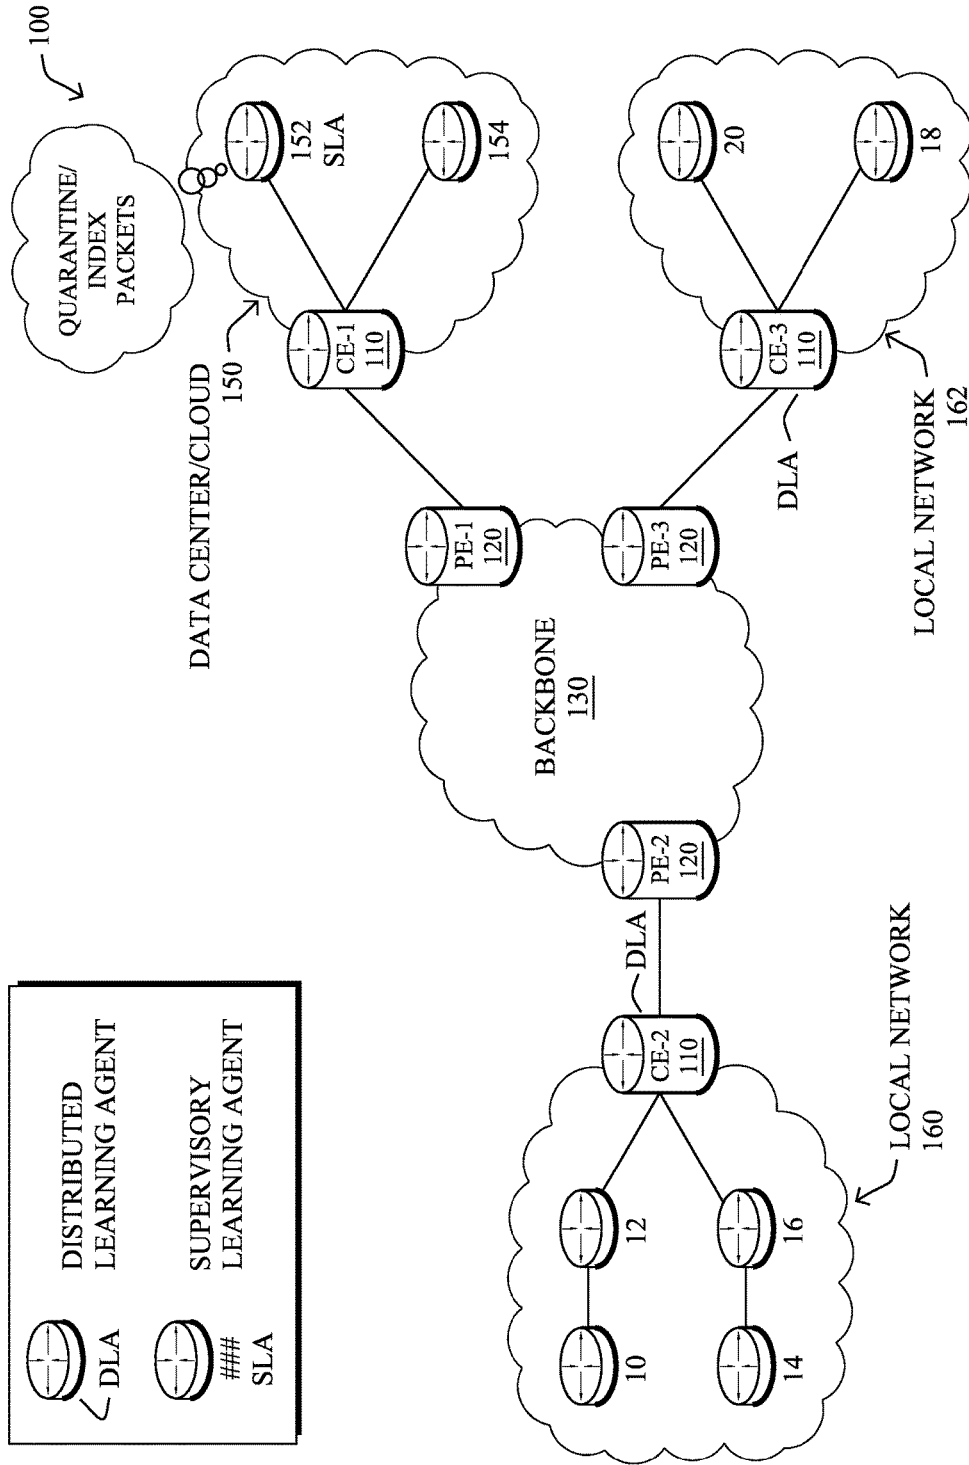 100
QUARANTINE/
INDEX
PACKETS
DATA CENTER/CLOUD
150
152
SLA
154
CE-1
110
PE-1
120
BACKBONE
130
PE-3
120
PE-2
120
CE-3
110
DLA
20
18
LOCAL NETWORK
162
DLA
CE-2
110
12
10
16
14
LOCAL NETWORK
160
DLA
DISTRIBUTED
LEARNING AGENT
###
SLA
SUPERVISORY
LEARNING AGENT